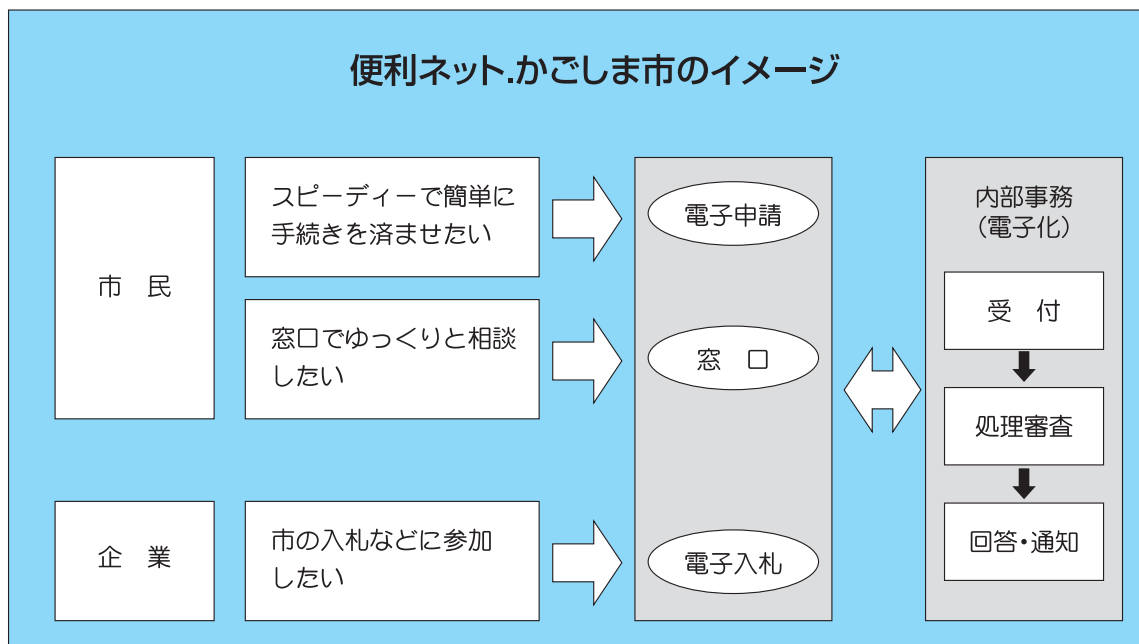 便利ネット.かごしま市のイメージ
市　民
スピーディーで簡単に
手続きを済ませたい
電子申請
窓口でゆっくりと相談
したい
窓　口
企　業
市の入札などに参加
したい
電子入札
内部事務
（電子化）
受　付
処理審査
回答・通知